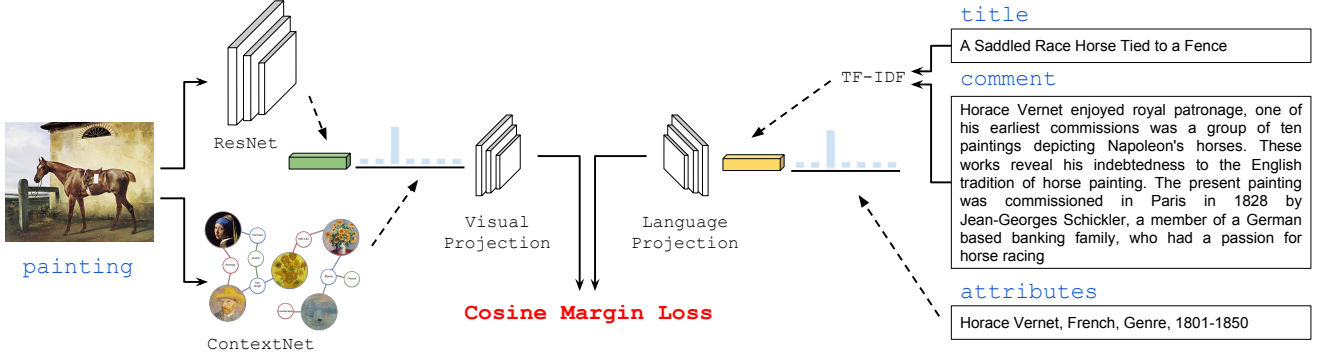 title
A Saddled Race Horse Tied to a Fence
TF-IDF
comment
Horace Vernet enjoyed royal patronage, one of
his earliest commissions was a group of ten
paintings depicting Napoleon's horses. These
works reveal his indebtedness to the English
tradition of horse painting. The present painting
was commissioned in Paris in 1828 by
Jean-Georges Schickler, a member of a German
based banking family, who had a passion for
horse racing
attributes
Horace Vernet, French, Genre, 1801-1850
ResNet
painting
ContextNet
Visual
Projection
Language
Projection
Cosine Margin Loss